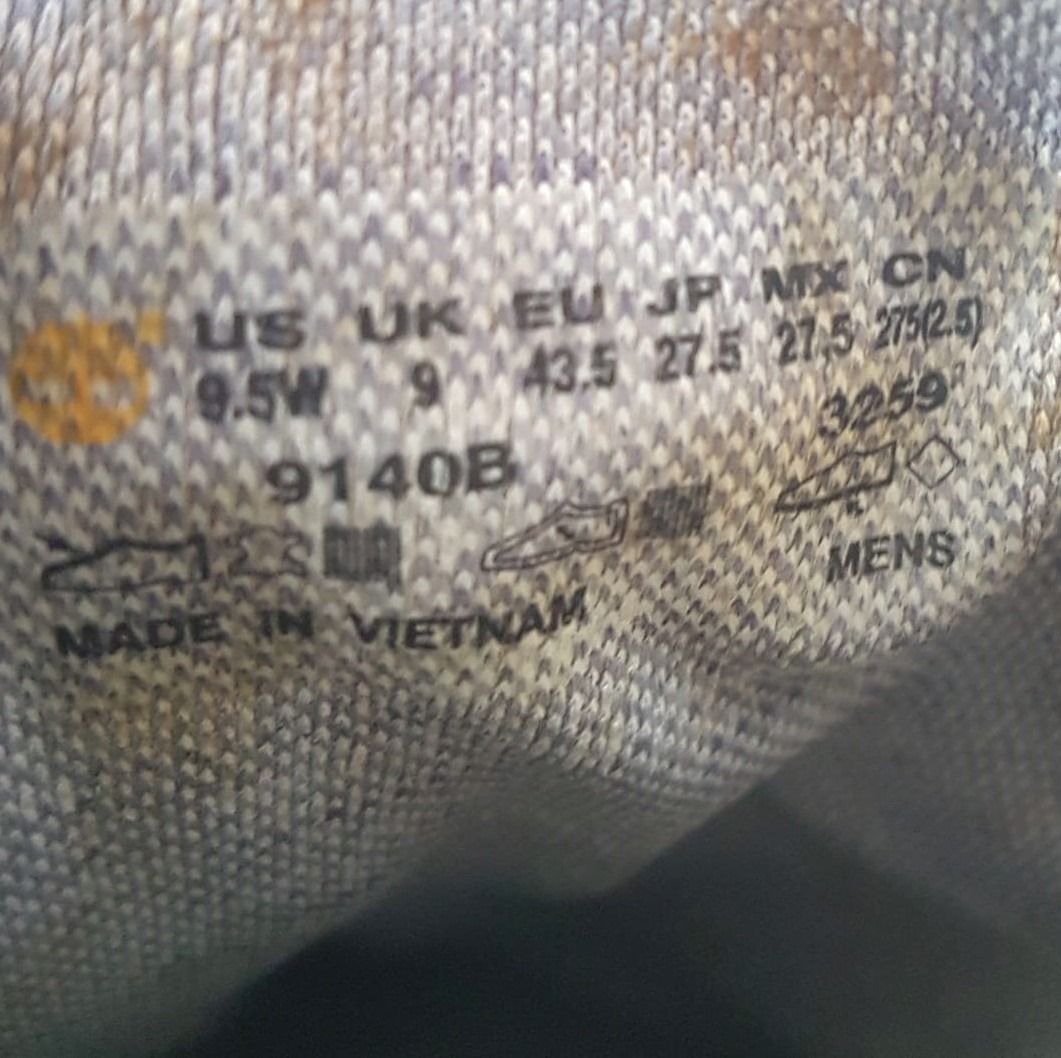 US UK EU JP MX CN
9.5W 9 43.5 27.5 27.5 275(2.5)
9140B 3259
MENS
MADE IN VIETNAM